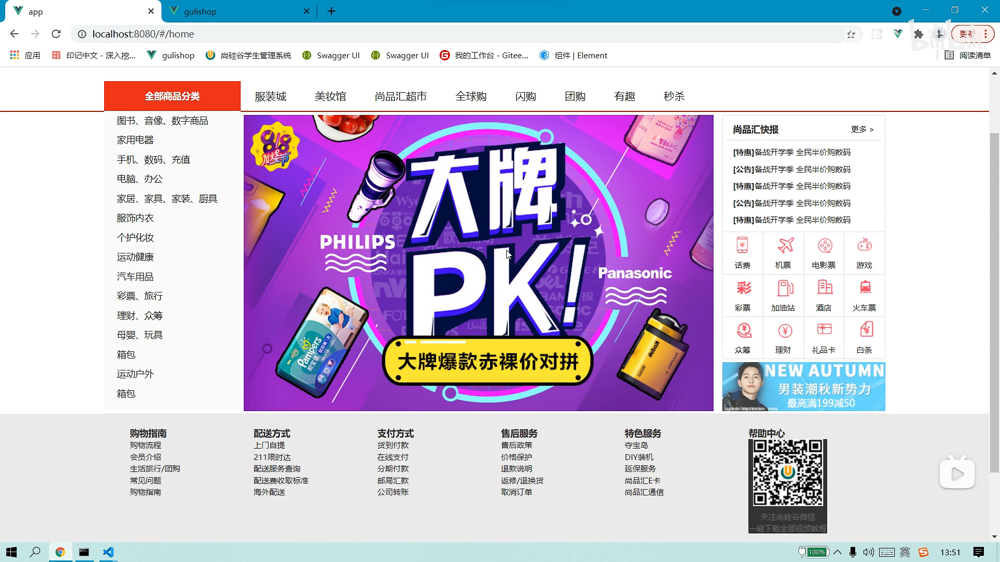 app
gulishop
localhost:8080/#/home
更新
应用
印记中文 - 深入挖...
gulishop
尚硅谷学生管理系统
Swagger UI
Swagger UI
我的工作台 - Gitee...
组件 | Element
阅读清单
全部商品分类
服装城
美妆馆
尚品汇超市
全球购
闪购
团购
有趣
秒杀
图书、音像、数字商品
家用电器
手机、数码、充值
电脑、办公
家居、家具、家装、厨具
服饰内衣
个护化妆
运动健康
汽车用品
彩票、旅行
理财、众筹
母婴、玩具
箱包
运动户外
箱包
大牌
PK!
PHILIPS
Panasonic
Pampers
Kodak
大牌爆款赤裸价对拼
尚品汇快报
更多 >
[特惠]备战开学季 全民半价购数码
[公告]备战开学季 全民半价购数码
[特惠]备战开学季 全民半价购数码
[公告]备战开学季 全民半价购数码
[特惠]备战开学季 全民半价购数码
话费
机票
电影票
游戏
彩票
加油站
酒店
火车票
众筹
理财
礼品卡
白条
NEW AUTUMN
男装潮秋新势力
最高满199减50
购物指南
购物流程
会员介绍
生活旅行/团购
常见问题
购物指南
配送方式
上门自提
211限时达
配送服务查询
配送费收取标准
海外配送
支付方式
货到付款
在线支付
分期付款
邮局汇款
公司转账
售后服务
售后政策
价格保护
退款说明
返修/退换货
取消订单
特色服务
夺宝岛
DIY装机
延保服务
尚品汇E卡
尚品汇通信
帮助中心
关注尚硅谷微信
一键下载全部视频教程
100%
英
13:51